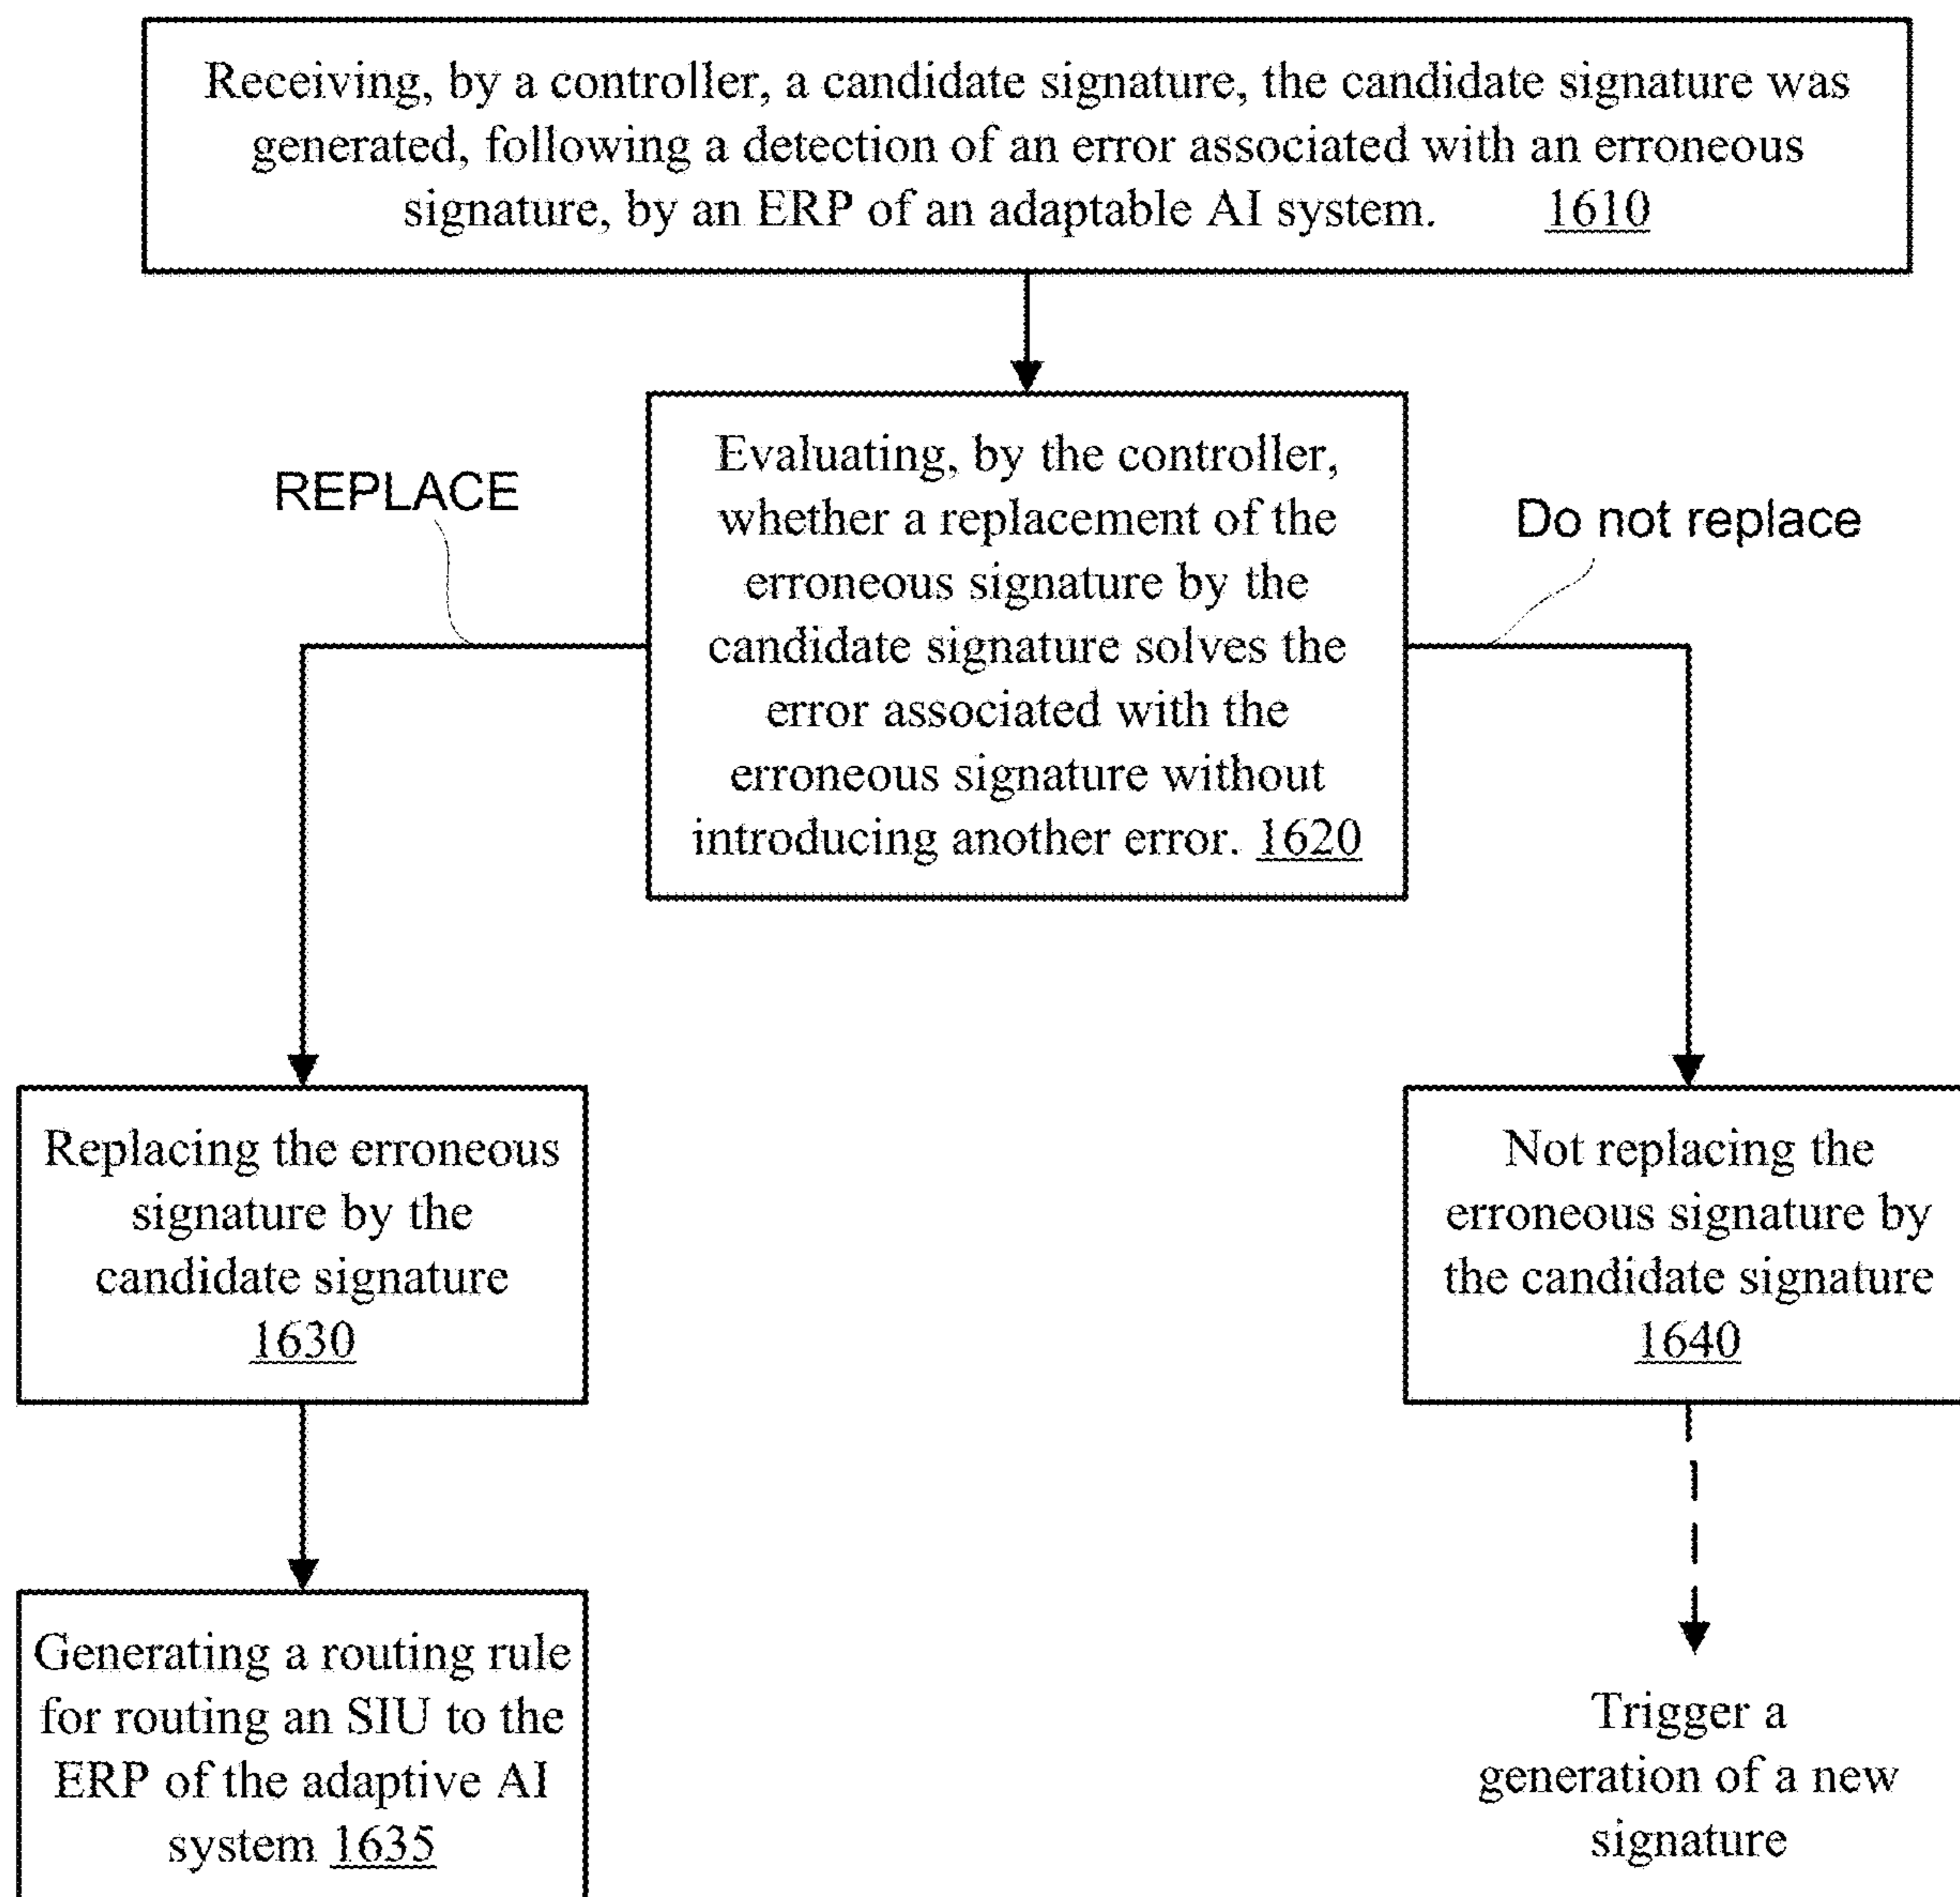 Receiving, by a controller, a candidate signature, the candidate signature was
generated, following a detection of an error associated with an erroneous
signature, by an ERP of an adaptable AI system. 1610
REPLACE
Evaluating, by the controller,
whether a replacement of the
erroneous signature by the
candidate signature solves the
error associated with the
erroneous signature without
introducing another error. 1620
Do not replace
Replacing the erroneous
signature by the
candidate signature
1630
Not replacing the
erroneous signature by
the candidate signature
1640
Generating a routing rule
for routing an SIU to the
ERP of the adaptive AI
system 1635
Trigger a
generation of a new
signature